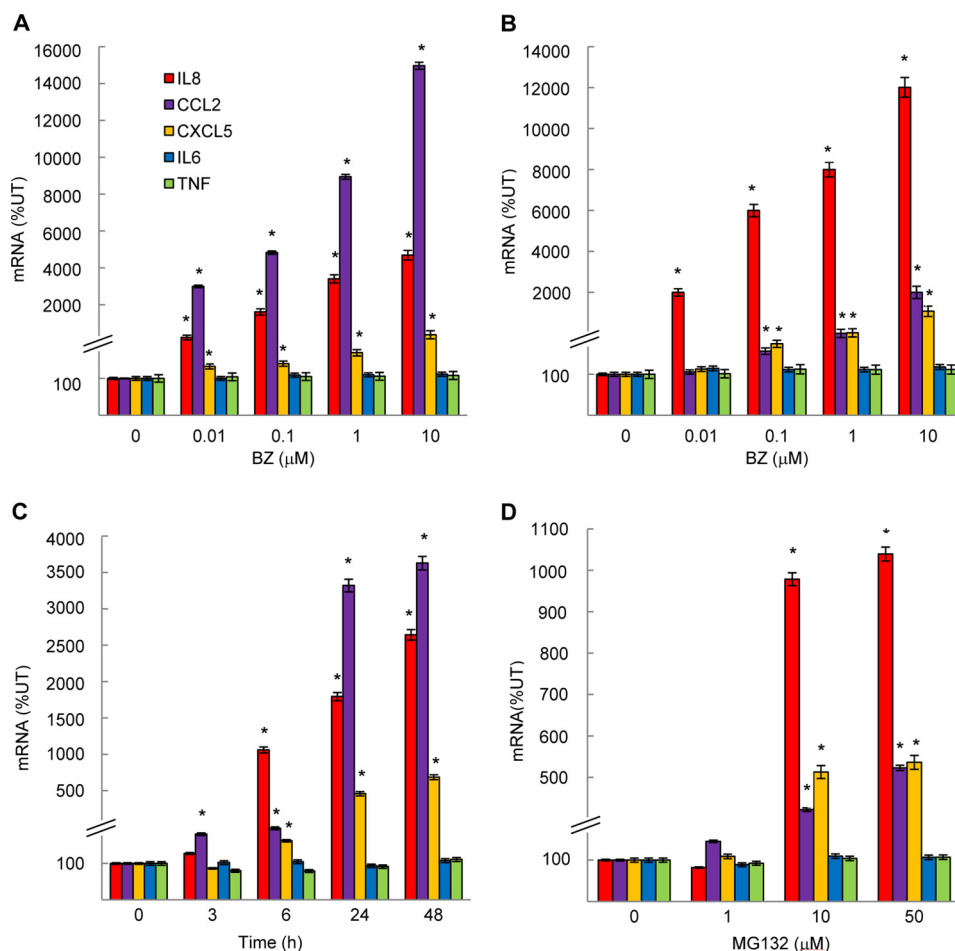 A
mRNA (%UT)
16000
14000
12000
10000
8000
6000
4000
2000
100
IL8
CCL2
CXCL5
IL6
TNF
* * * * * * * * * * * *
0 0.01 0.1 1 10
BZ (μM)
B
mRNA (%UT)
14000
12000
10000
8000
6000
4000
2000
100
* * * * * * * * * *
0 0.01 0.1 1 10
BZ (μM)
C
mRNA (%UT)
4000
3500
3000
2500
2000
1500
1000
500
100
* * * * * * * * * *
0 3 6 24 48
Time (h)
D
mRNA(%UT)
1100
1000
900
800
700
600
500
100
* * * * * *
0 1 10 50
MG132 (μM)